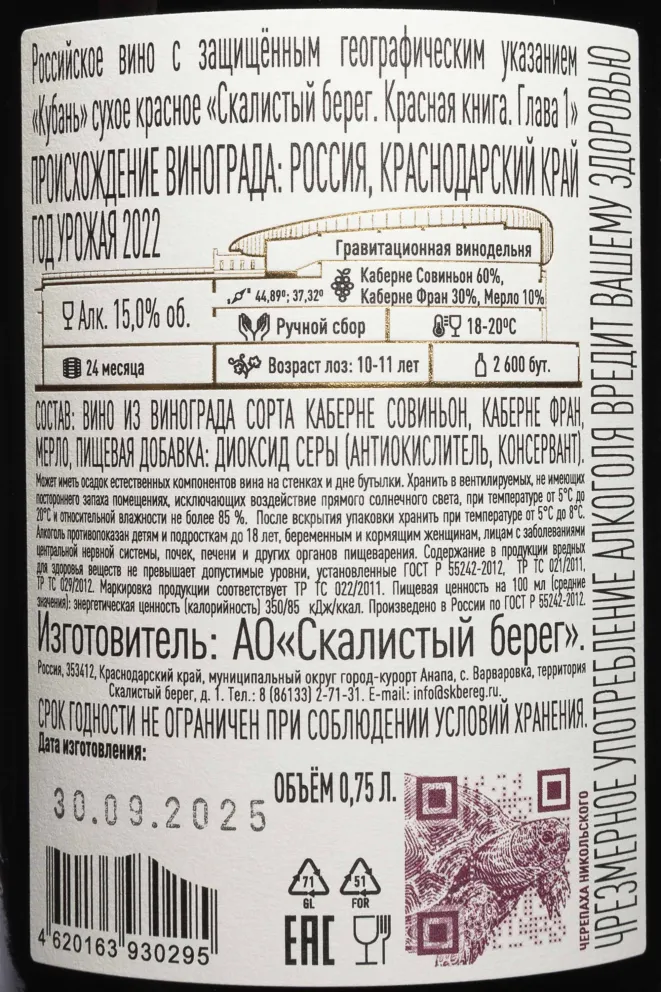 Российское вино с защищённым географическим указанием
«Кубань» сухое красное «Скалистый берег. Красная книга. Глава 1»
ПРОИСХОЖДЕНИЕ ВИНОГРАДА: РОССИЯ, КРАСНОДАРСКИЙ КРАЙ
ГОД УРОЖАЯ 2022
Гравитационная винодельня
Алк. 15,0% об.
44,89º; 37,32º
Каберне Совиньон 60%,
Каберне Фран 30%, Мерло 10%
Ручной сбор
18-20ºC
24 месяца
Возраст лоз: 10-11 лет
2 600 бут.
СОСТАВ: ВИНО ИЗ ВИНОГРАДА СОРТА КАБЕРНЕ СОВИНЬОН, КАБЕРНЕ ФРАН,
МЕРЛО, ПИЩЕВАЯ ДОБАВКА: ДИОКСИД СЕРЫ (АНТИОКИСЛИТЕЛЬ, КОНСЕРВАНТ).
Может иметь осадок естественных компонентов вина на стенках и дне бутылки. Хранить в вентилируемых, не имеющих
постороннего запаха помещениях, исключающих воздействие прямого солнечного света, при температуре от 5°С до
20°С и относительной влажности не более 85 %. После вскрытия упаковки хранить при температуре от 5°С до 8°С.
Алкоголь противопоказан детям и подросткам до 18 лет, беременным и кормящим женщинам, лицам с заболеваниями
центральной нервной системы, почек, печени и других органов пищеварения. Содержание в продукции вредных
для здоровья веществ не превышает допустимые уровни, установленные ГОСТ Р 55242-2012, ТР ТС 021/2011,
ТР ТС 029/2012. Маркировка продукции соответствует ТР ТС 022/2011. Пищевая ценность на 100 мл (средние
значения): энергетическая ценность (калорийность) 350/85 кДж/ккал. Произведено в России по ГОСТ Р 55242-2012.
Изготовитель: АО«Скалистый берег».
Россия, 353412, Краснодарский край, муниципальный округ город-курорт Анапа, с. Варваровка, территория
Скалистый берег, д. 1. Тел.: 8 (86133) 2-71-31. E-mail: info@skbereg.ru.
СРОК ГОДНОСТИ НЕ ОГРАНИЧЕН ПРИ СОБЛЮДЕНИИ УСЛОВИЙ ХРАНЕНИЯ.
Дата изготовления:
30.09.2025
ОБЪЁМ 0,75 Л.
71
GL
51
FOR
EAC
4 620163 930295
ЧЕРЕПАХА НИКОЛЬСКОГО
ЧРЕЗМЕРНОЕ УПОТРЕБЛЕНИЕ АЛКОГОЛЯ ВРЕДИТ ВАШЕМУ ЗДОРОВЬЮ